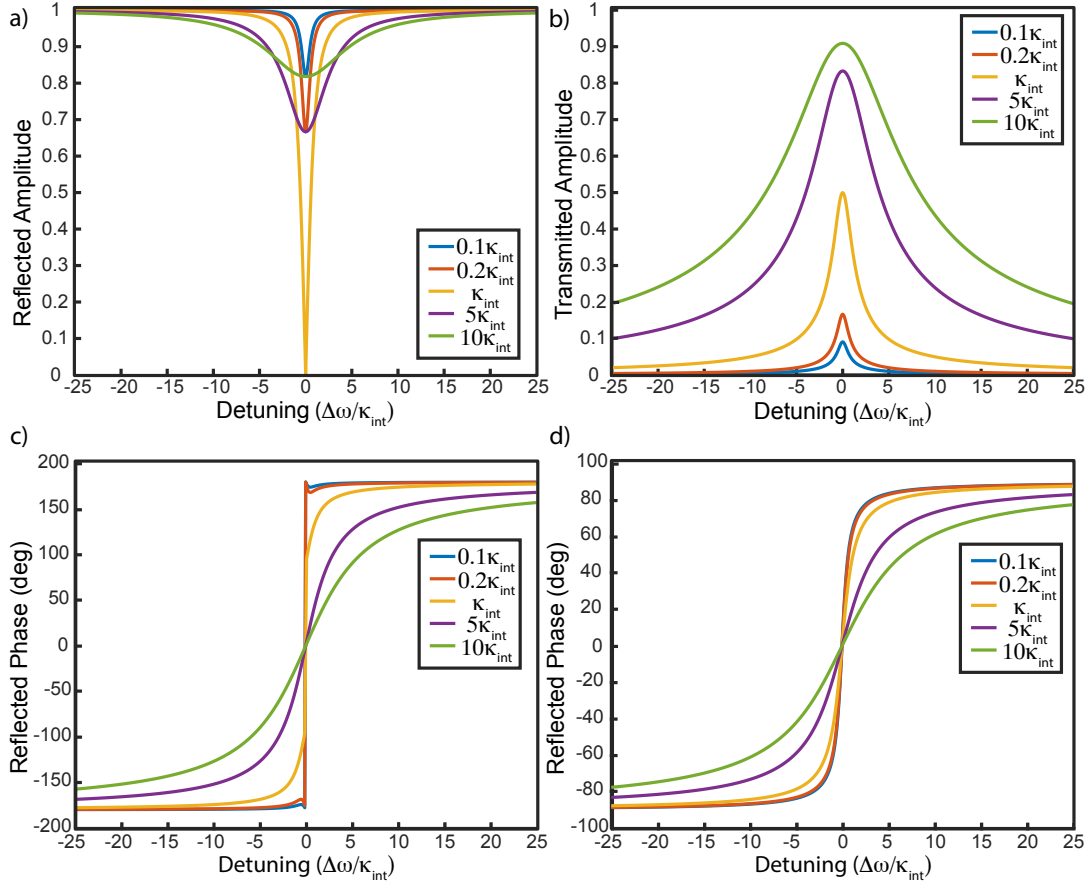 a)
Reflected Amplitude
1
0.9
0.8
0.7
0.6
0.5
0.4
0.3
0.2
0.1
0
-25 -20 -15 -10 -5 0 5 10 15 20 25
Detuning (Δω/κint)
0.1κint
0.2κint
κint
5κint
10κint
b)
Transmitted Amplitude
1
0.9
0.8
0.7
0.6
0.5
0.4
0.3
0.2
0.1
0
-25 -20 -15 -10 -5 0 5 10 15 20 25
Detuning (Δω/κint)
0.1κint
0.2κint
κint
5κint
10κint
c)
Reflected Phase (deg)
200
150
100
50
0
-50
-100
-150
-200
-25 -20 -15 -10 -5 0 5 10 15 20 25
Detuning (Δω/κint)
0.1κint
0.2κint
κint
5κint
10κint
d)
Reflected Phase (deg)
100
80
60
40
20
0
-20
-40
-60
-80
-100
-25 -20 -15 -10 -5 0 5 10 15 20 25
Detuning (Δω/κint)
0.1κint
0.2κint
κint
5κint
10κint